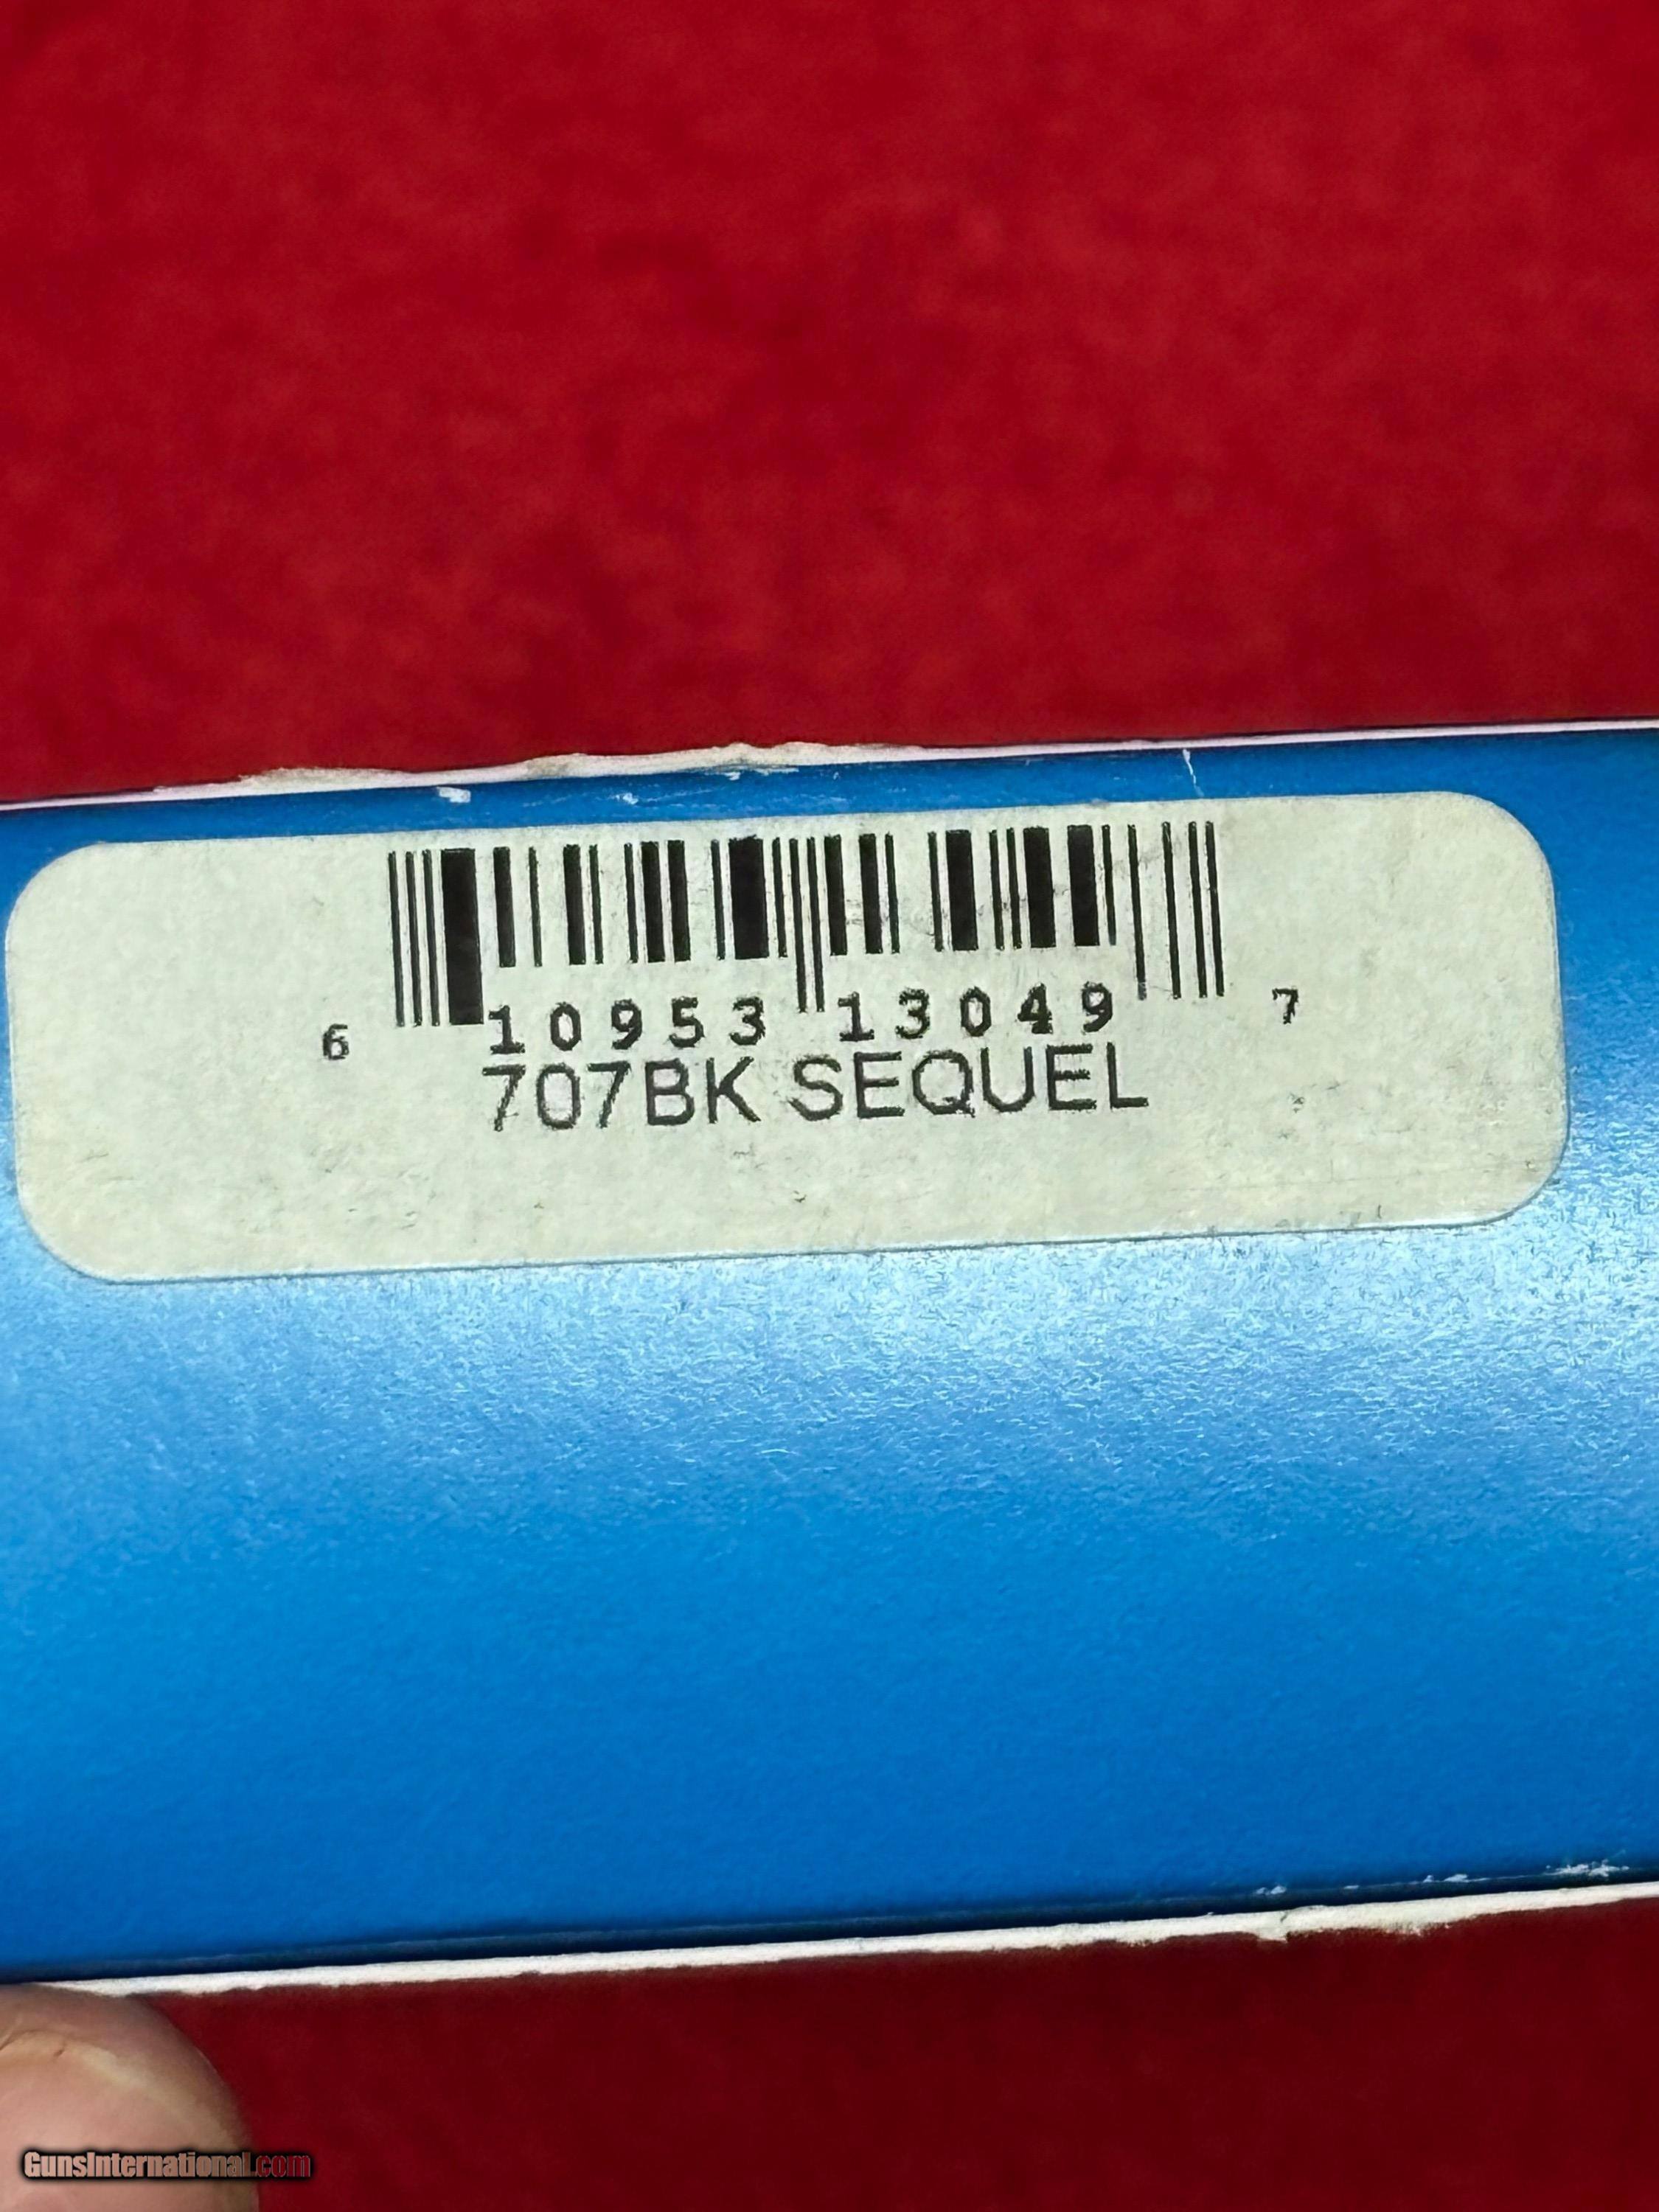 6 10953 13049 7
707BK SEQUEL
GunsInternational.com